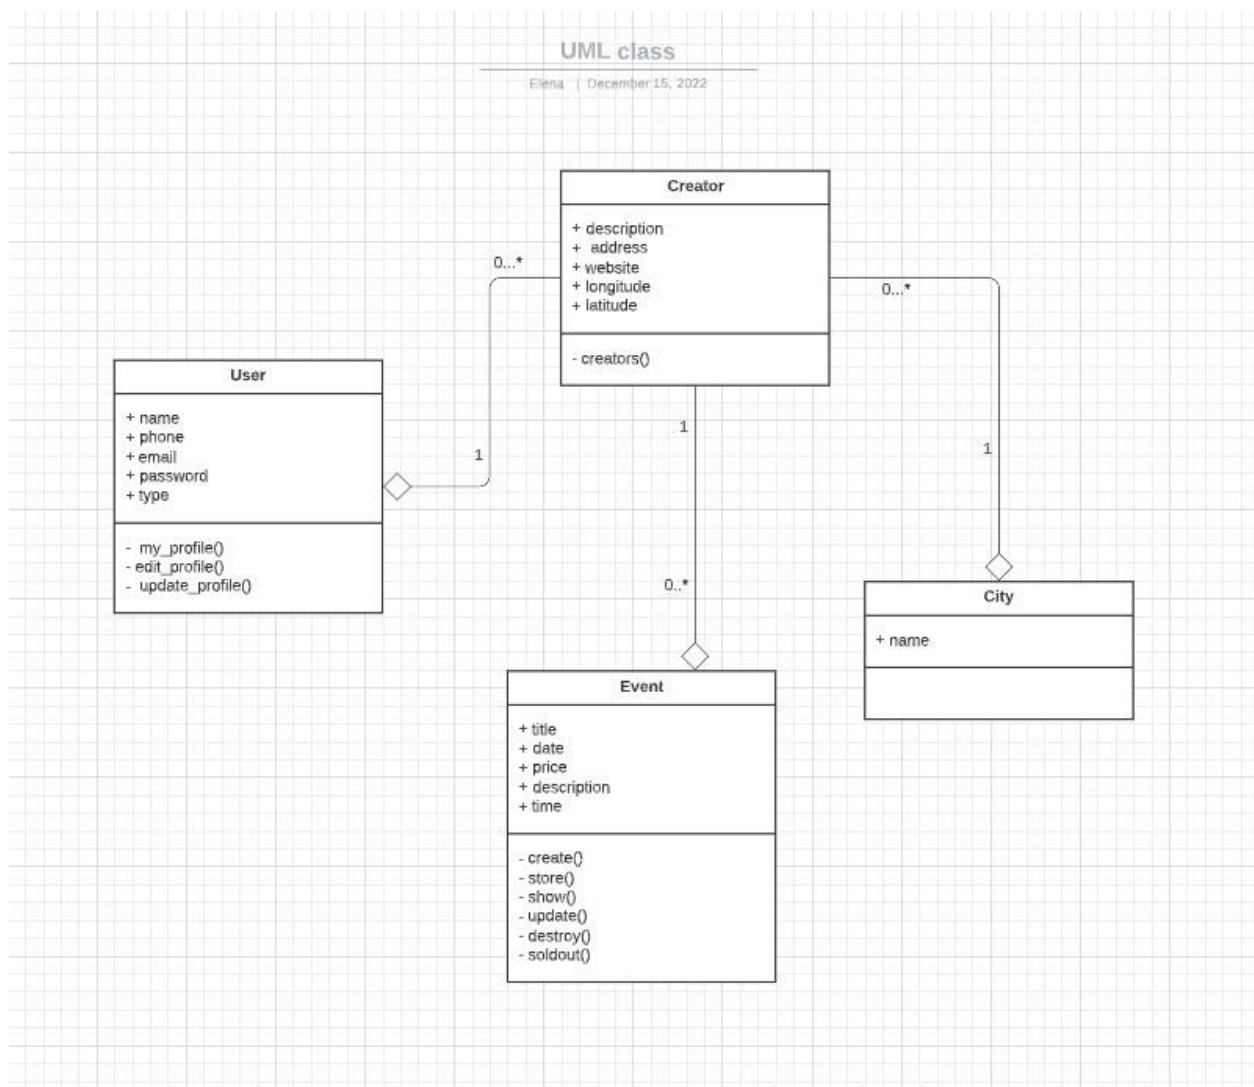 UML class
Elena | December 15, 2022
Creator
+ description
+ address
+ website
+ longitude
+ latitude
- creators()
0...*
0...*
User
+ name
+ phone
+ email
+ password
+ type
- my_profile()
- edit_profile()
- update_profile()
1
1
1
0..*
City
+ name
Event
+ title
+ date
+ price
+ description
+ time
- create()
- store()
- show()
- update()
- destroy()
- soldout()